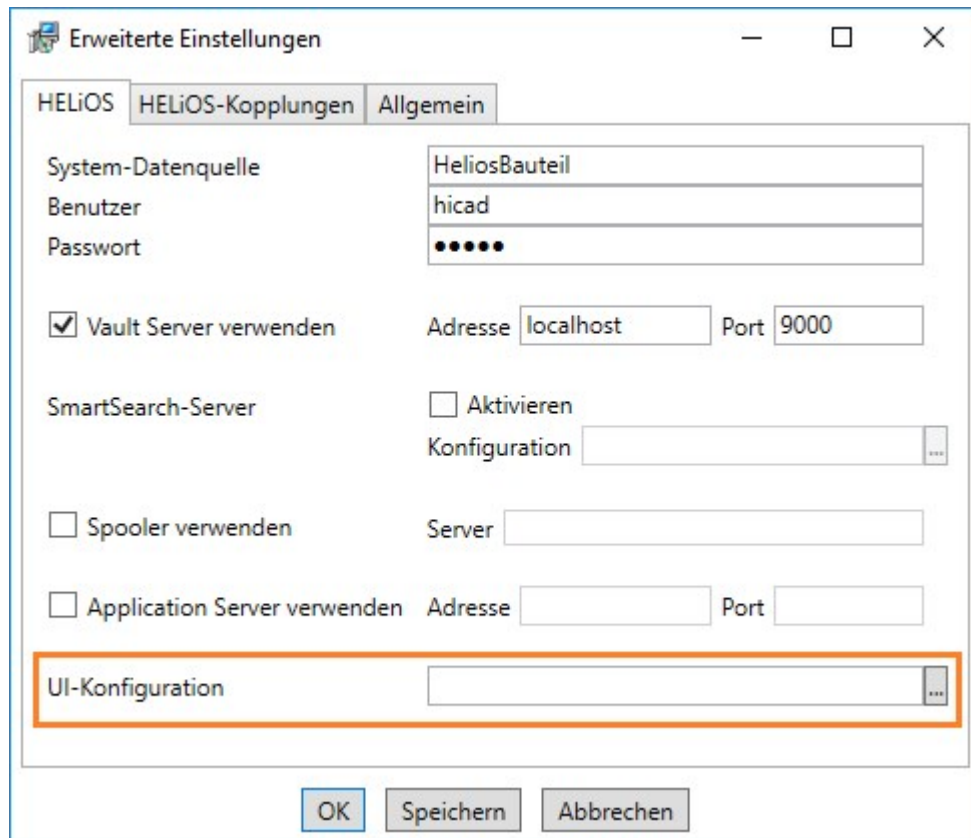 Erweiterte Einstellungen
HELiOS HELiOS-Kopplungen Allgemein
System-Datenquelle HeliosBauteil
Benutzer hicad
Passwort •••••
Vault Server verwenden Adresse localhost Port 9000
SmartSearch-Server Aktivieren
Konfiguration ...
Spooler verwenden Server
Application Server verwenden Adresse Port
UI-Konfiguration ...
OK Speichern Abbrechen